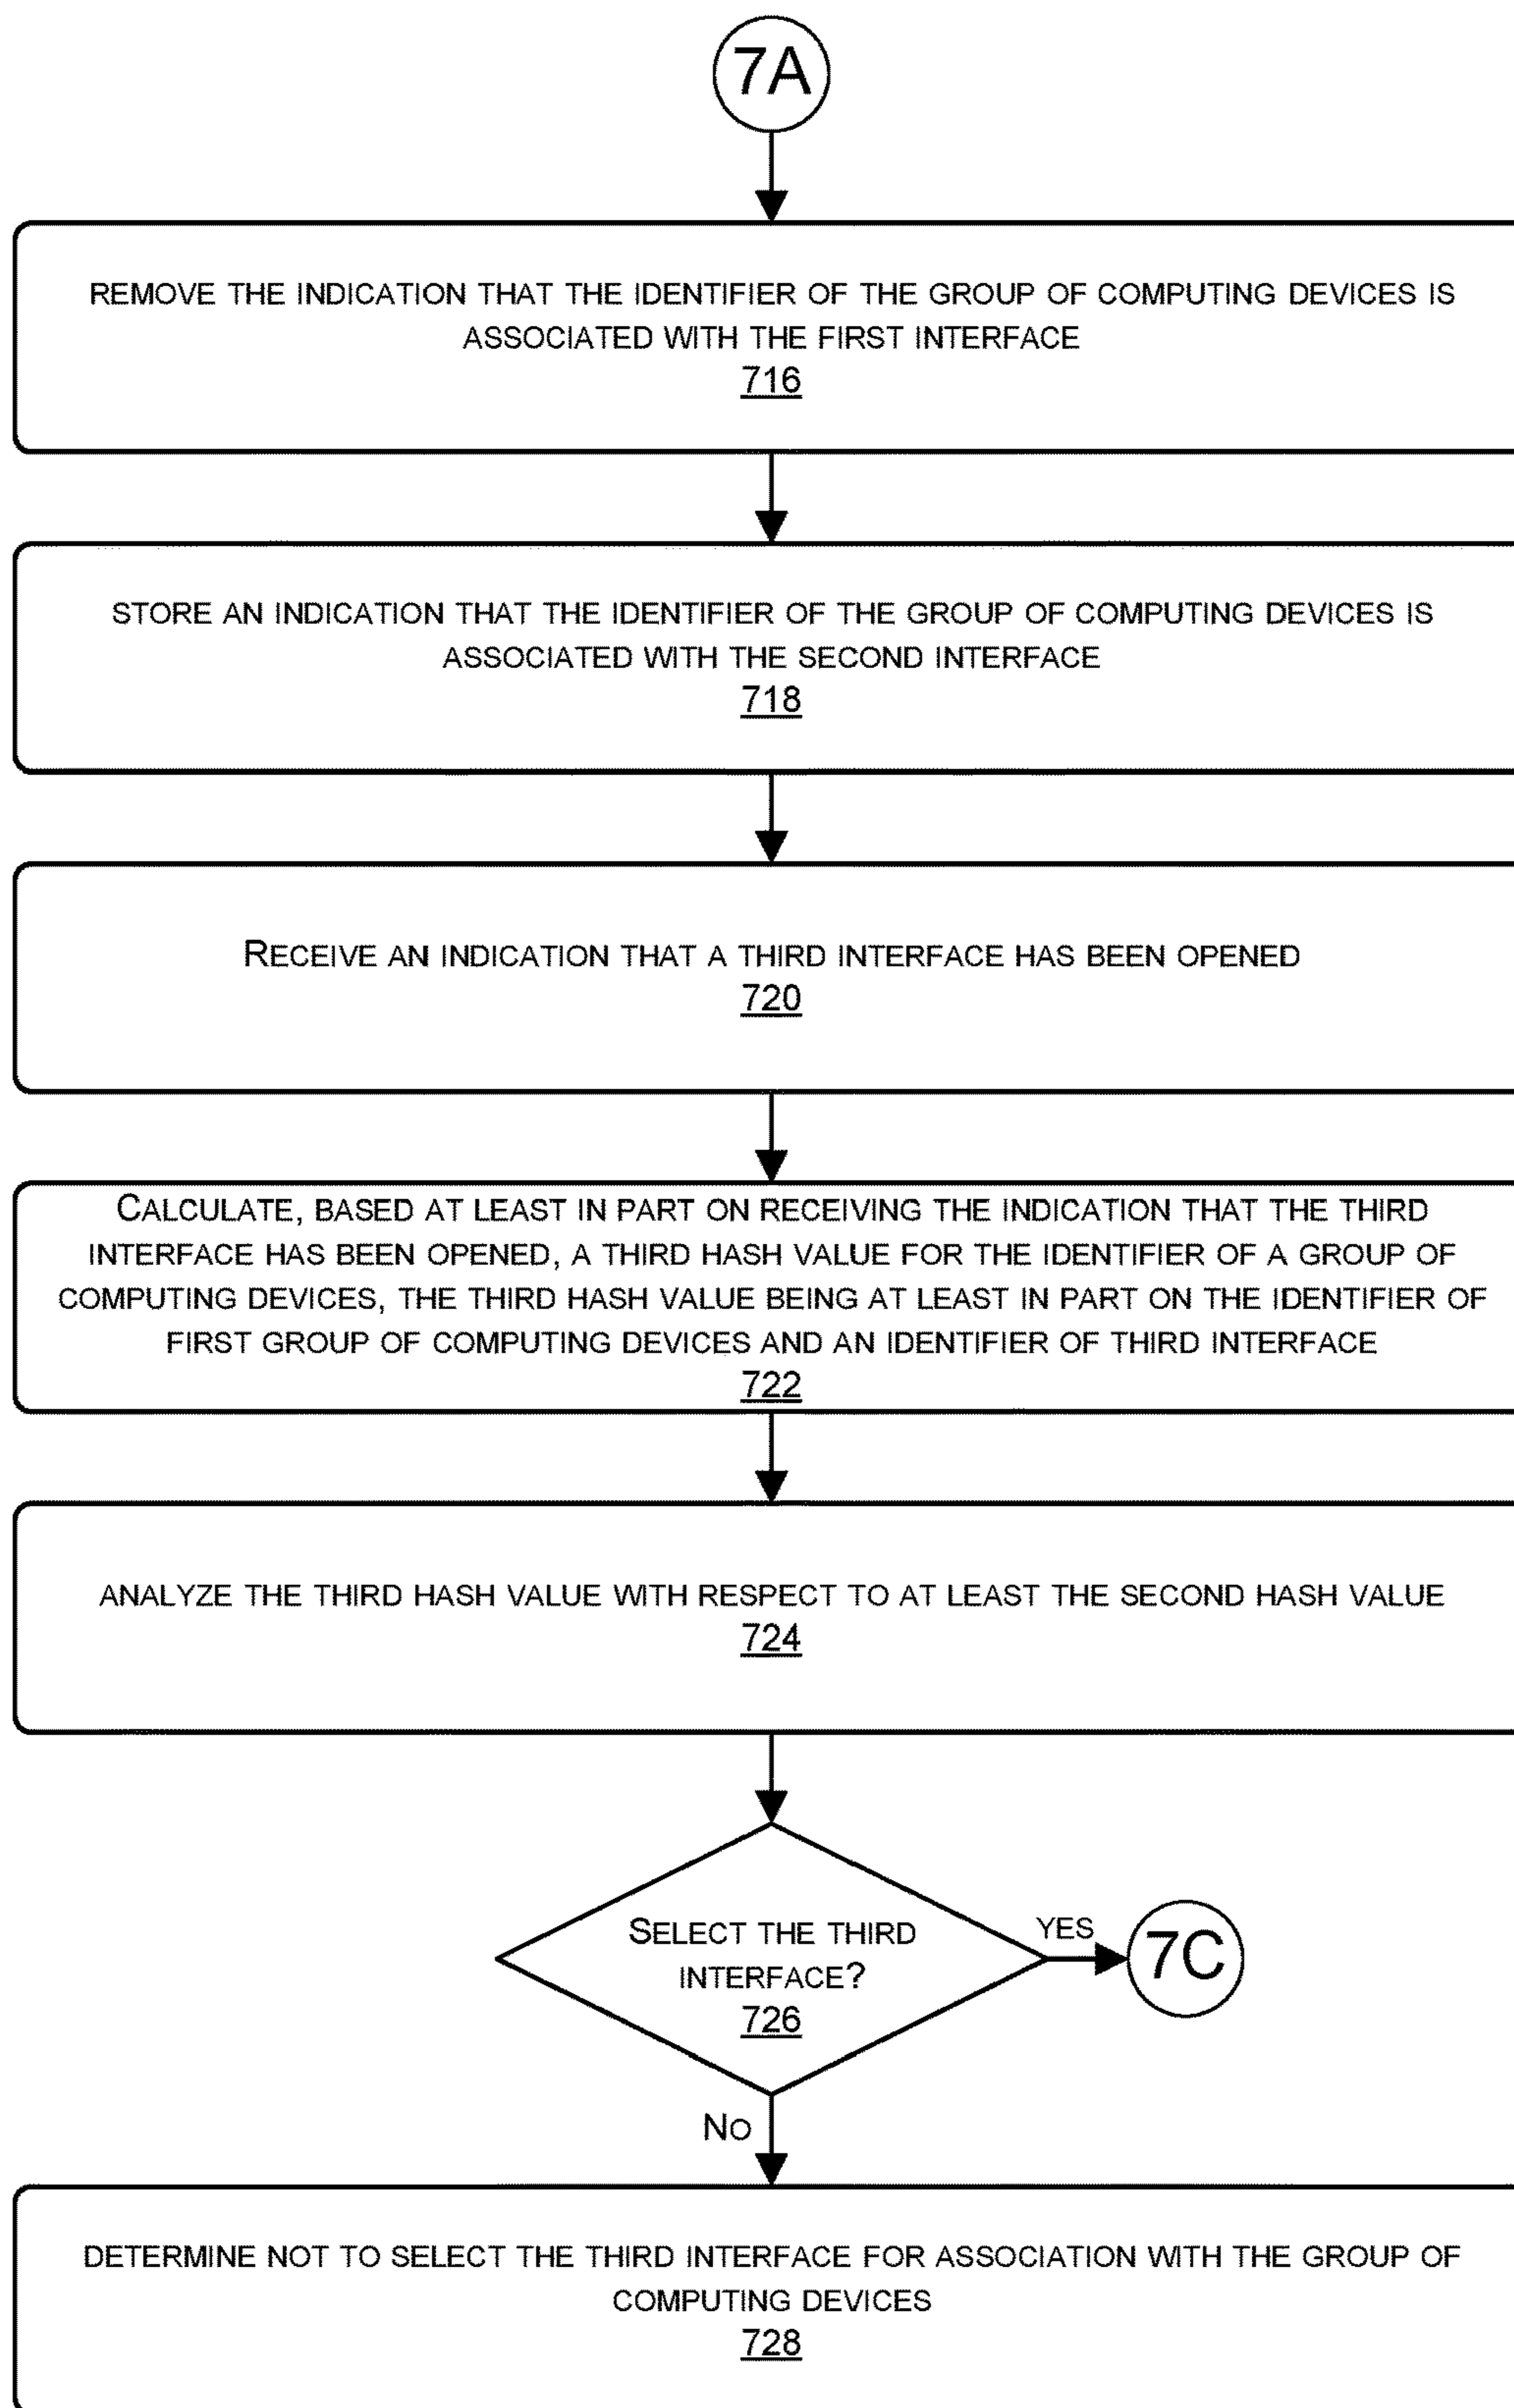 7A
REMOVE THE INDICATION THAT THE IDENTIFIER OF THE GROUP OF COMPUTING DEVICES IS
ASSOCIATED WITH THE FIRST INTERFACE
716
STORE AN INDICATION THAT THE IDENTIFIER OF THE GROUP OF COMPUTING DEVICES IS
ASSOCIATED WITH THE SECOND INTERFACE
718
RECEIVE AN INDICATION THAT A THIRD INTERFACE HAS BEEN OPENED
720
CALCULATE, BASED AT LEAST IN PART ON RECEIVING THE INDICATION THAT THE THIRD
INTERFACE HAS BEEN OPENED, A THIRD HASH VALUE FOR THE IDENTIFIER OF A GROUP OF
COMPUTING DEVICES, THE THIRD HASH VALUE BEING AT LEAST IN PART ON THE IDENTIFIER OF
FIRST GROUP OF COMPUTING DEVICES AND AN IDENTIFIER OF THIRD INTERFACE
722
ANALYZE THE THIRD HASH VALUE WITH RESPECT TO AT LEAST THE SECOND HASH VALUE
724
SELECT THE THIRD
INTERFACE?
726
YES
7C
NO
DETERMINE NOT TO SELECT THE THIRD INTERFACE FOR ASSOCIATION WITH THE GROUP OF
COMPUTING DEVICES
728